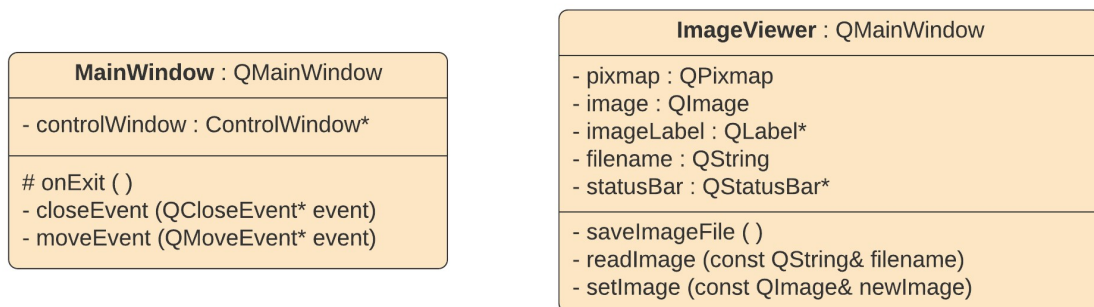 MainWindow : QMainWindow
- controlWindow : ControlWindow*
# onExit ( )
- closeEvent (QCloseEvent* event)
- moveEvent (QMoveEvent* event)
ImageViewer : QMainWindow
- pixmap : QPixmap
- image : QImage
- imageLabel : QLabel*
- filename : QString
- statusBar : QStatusBar*
- saveImageFile ( )
- readImage (const QString& filename)
- setImage (const QImage& newImage)